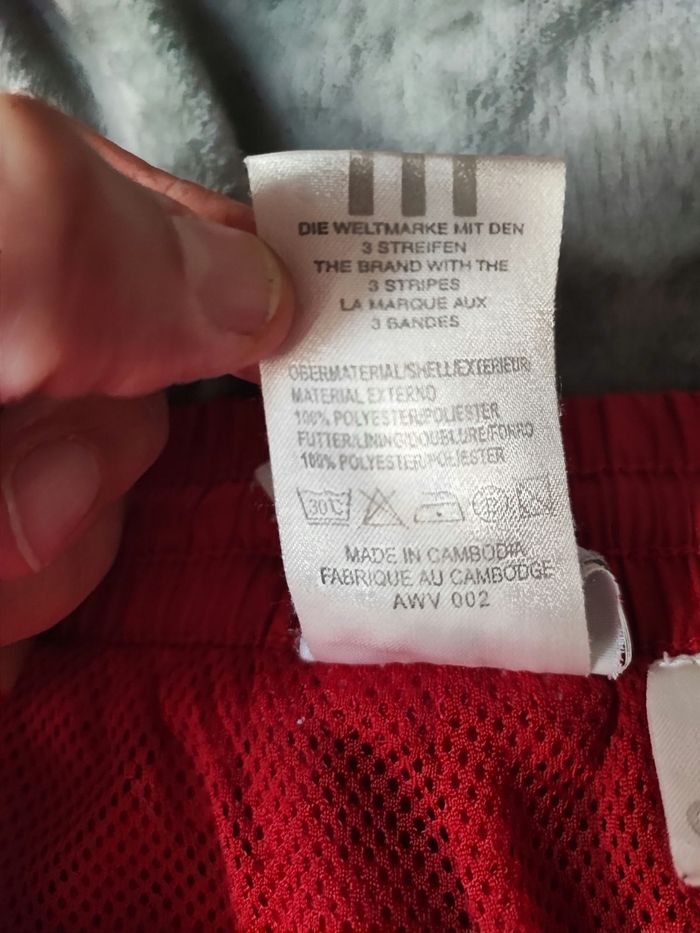 DIE WELTMARKE MIT DEN
3 STREIFEN
THE BRAND WITH THE
3 STRIPES
LA MARQUE AUX
3 BANDES
OBERMATERIAL/SHELL/EXTERIEUR/
MATERIAL EXTERNO
100% POLYESTER/POLIESTER
FUTTER/LINING/DOUBLURE/FORRO
100% POLYESTER/POLIESTER
30°C
MADE IN CAMBODIA
FABRIQUE AU CAMBODGE
AWV 002